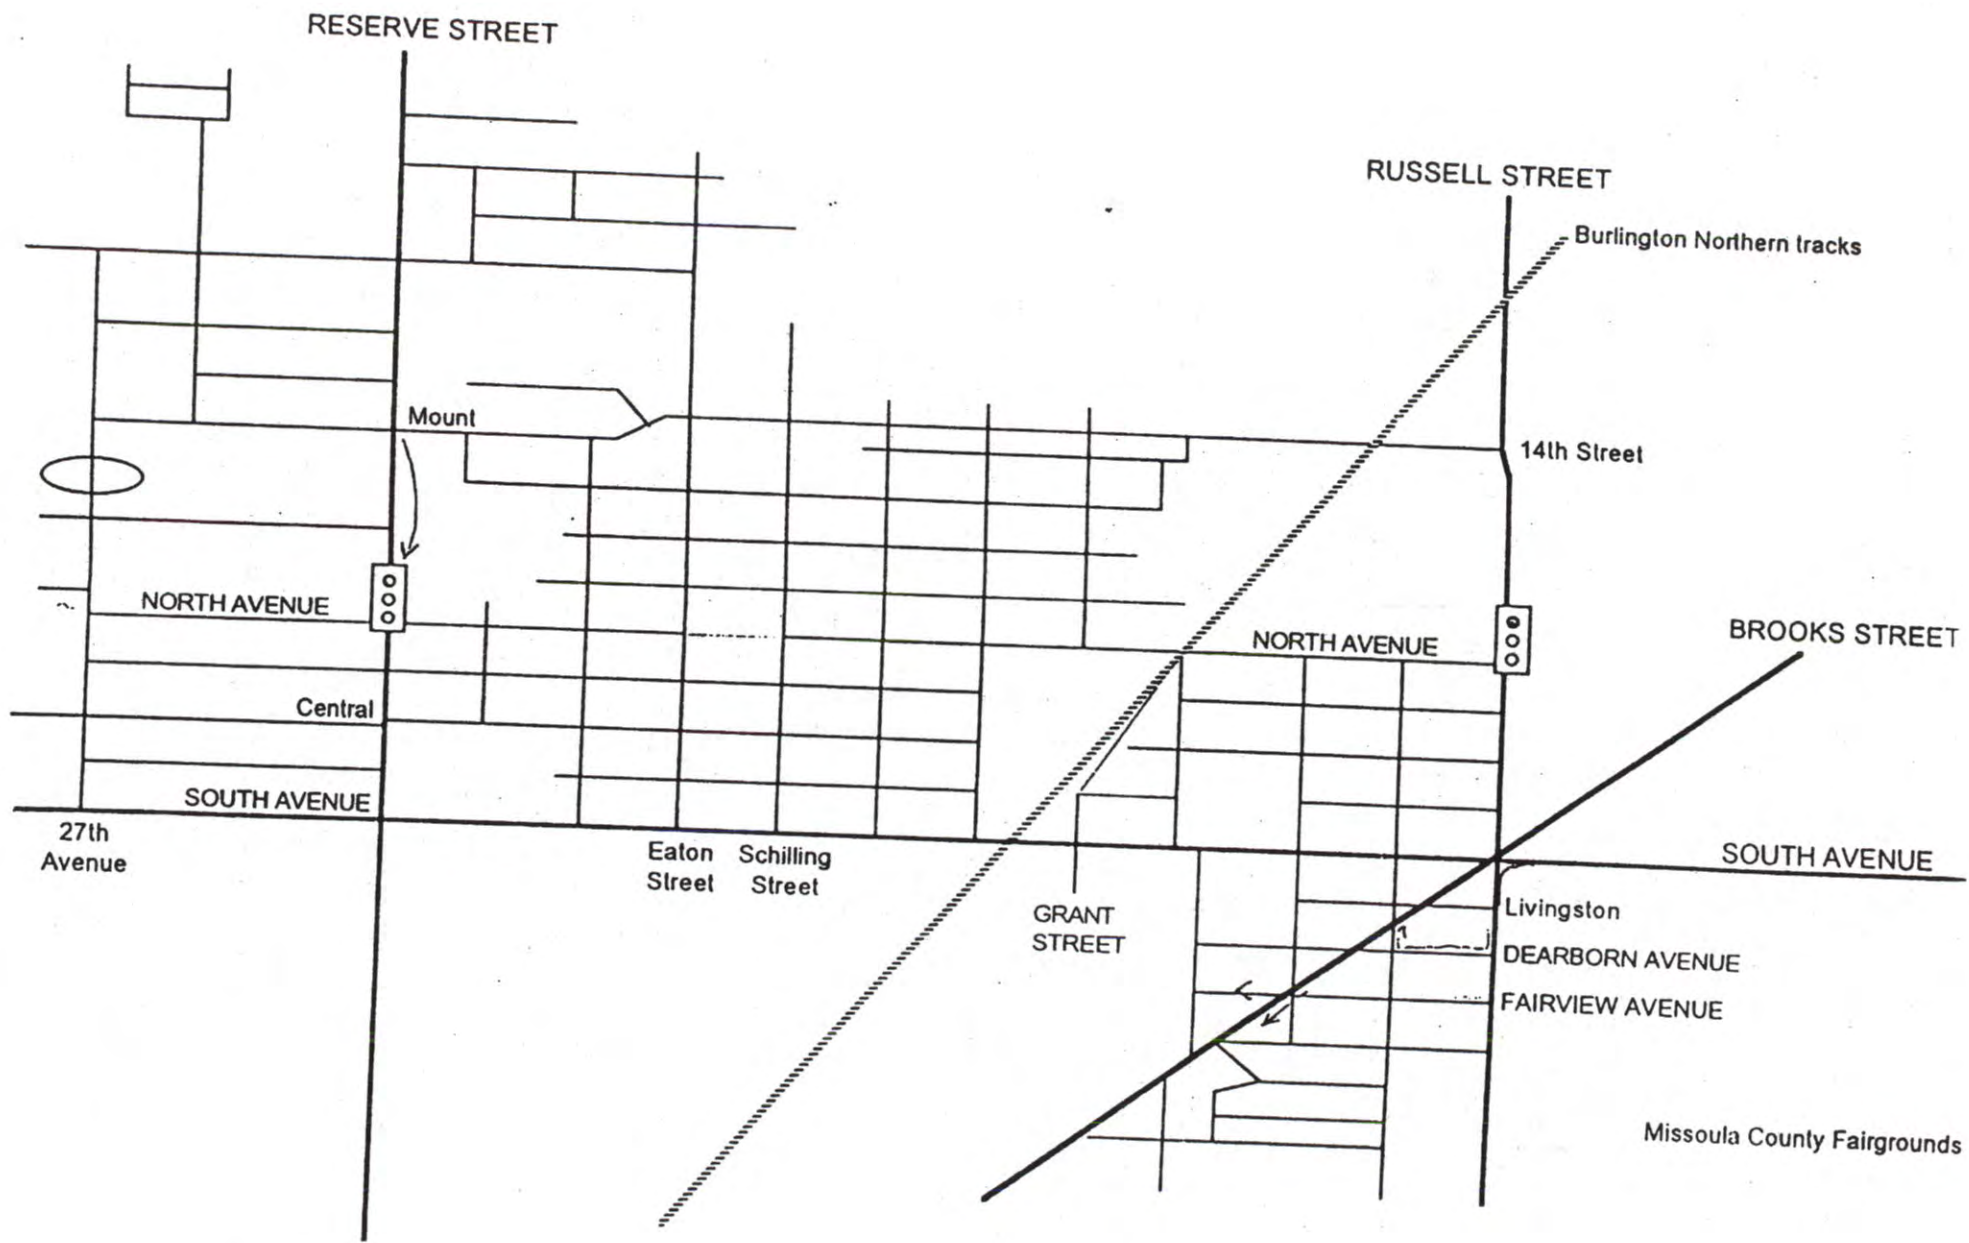 RESERVE STREET
RUSSELL STREET
Burlington Northern tracks
Mount
14th Street
NORTH AVENUE
NORTH AVENUE
BROOKS STREET
Central
SOUTH AVENUE
27th
Avenue
Eaton
Street
Schilling
Street
SOUTH AVENUE
GRANT
STREET
Livingston
DEARBORN AVENUE
FAIRVIEW AVENUE
Missoula County Fairgrounds